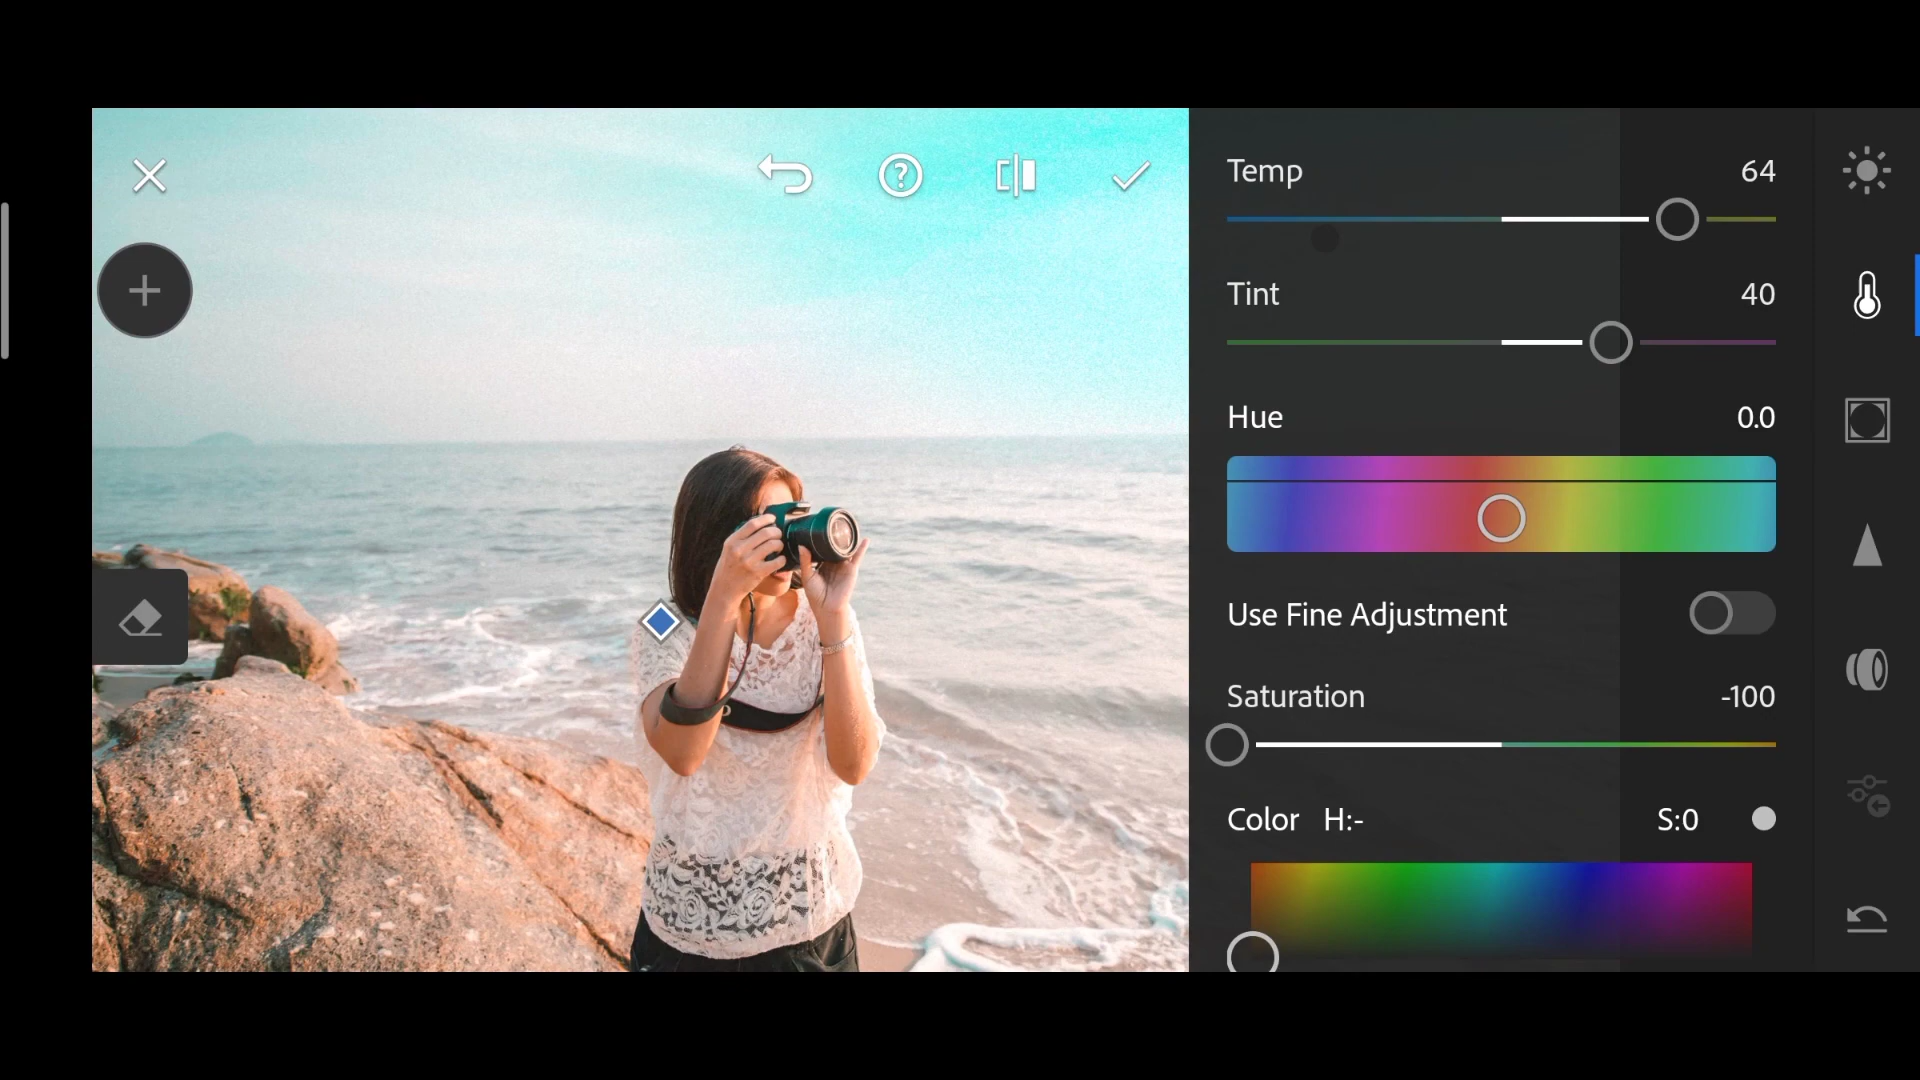 Temp 64
Tint 40
Hue 0.0
Use Fine Adjustment
Saturation -100
Color H:- S:0